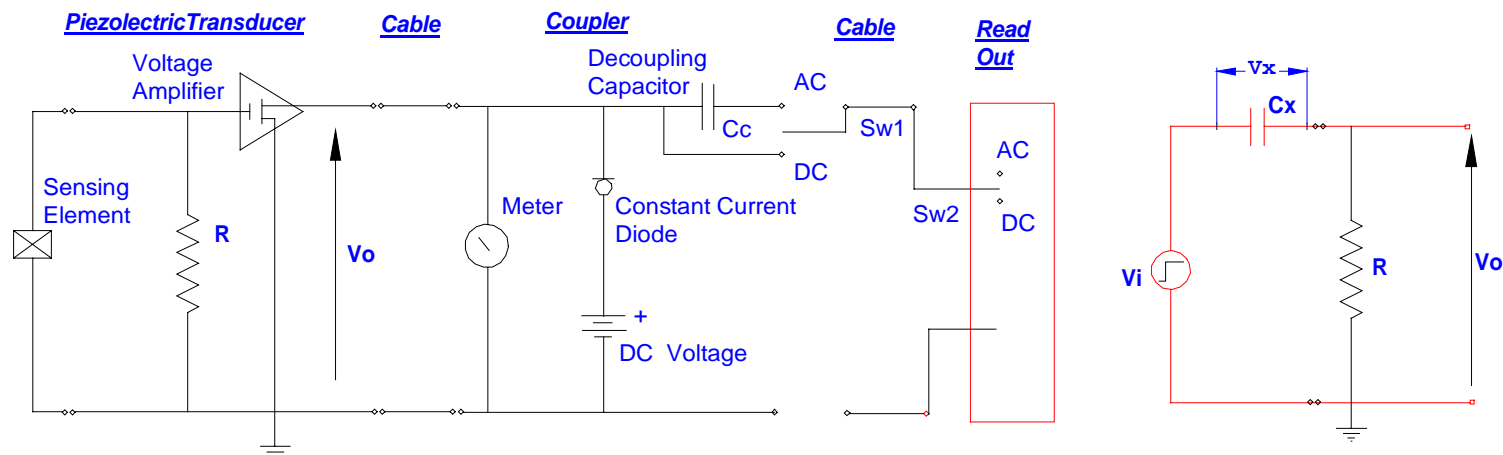 PiezolectricTransducer
Cable
Coupler
Cable
Read
Out
Voltage
Amplifier
Decoupling
Capacitor
AC
Cc
Sw1
DC
AC
DC
Sw2
Sensing
Element
R
Vo
Meter
Constant Current
Diode
+
DC Voltage
Vx
Cx
Vi
R
Vo